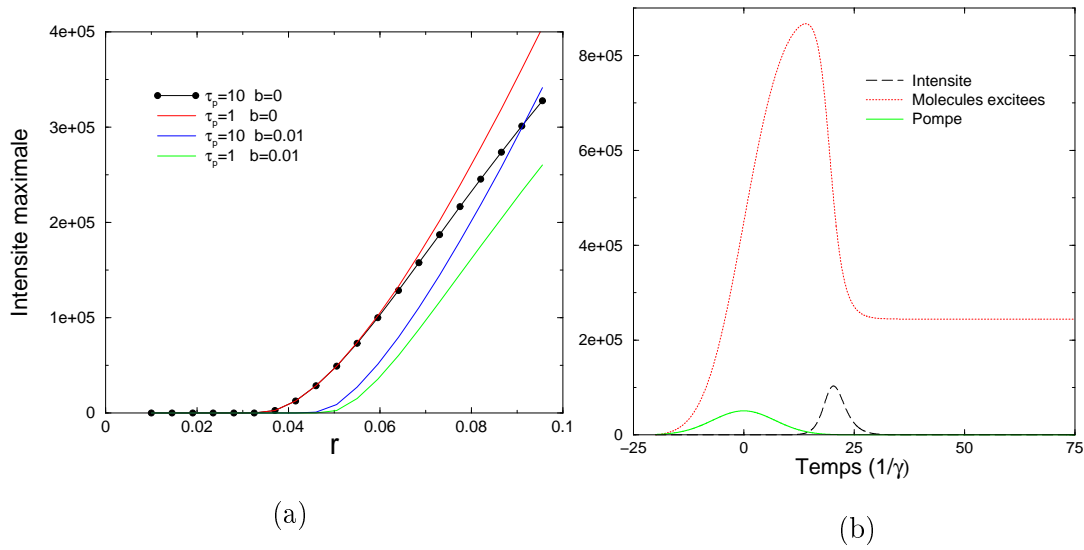 4e+05
3e+05
2e+05
1e+05
0
Intensite maximale
τp=10 b=0
τp=1 b=0
τp=10 b=0.01
τp=1 b=0.01
0 0.02 0.04 0.06 0.08 0.1
r
(a)
8e+05
6e+05
4e+05
2e+05
0
Intensite
Molecules excitees
Pompe
−25 0 25 50 75
Temps (1/γ)
(b)